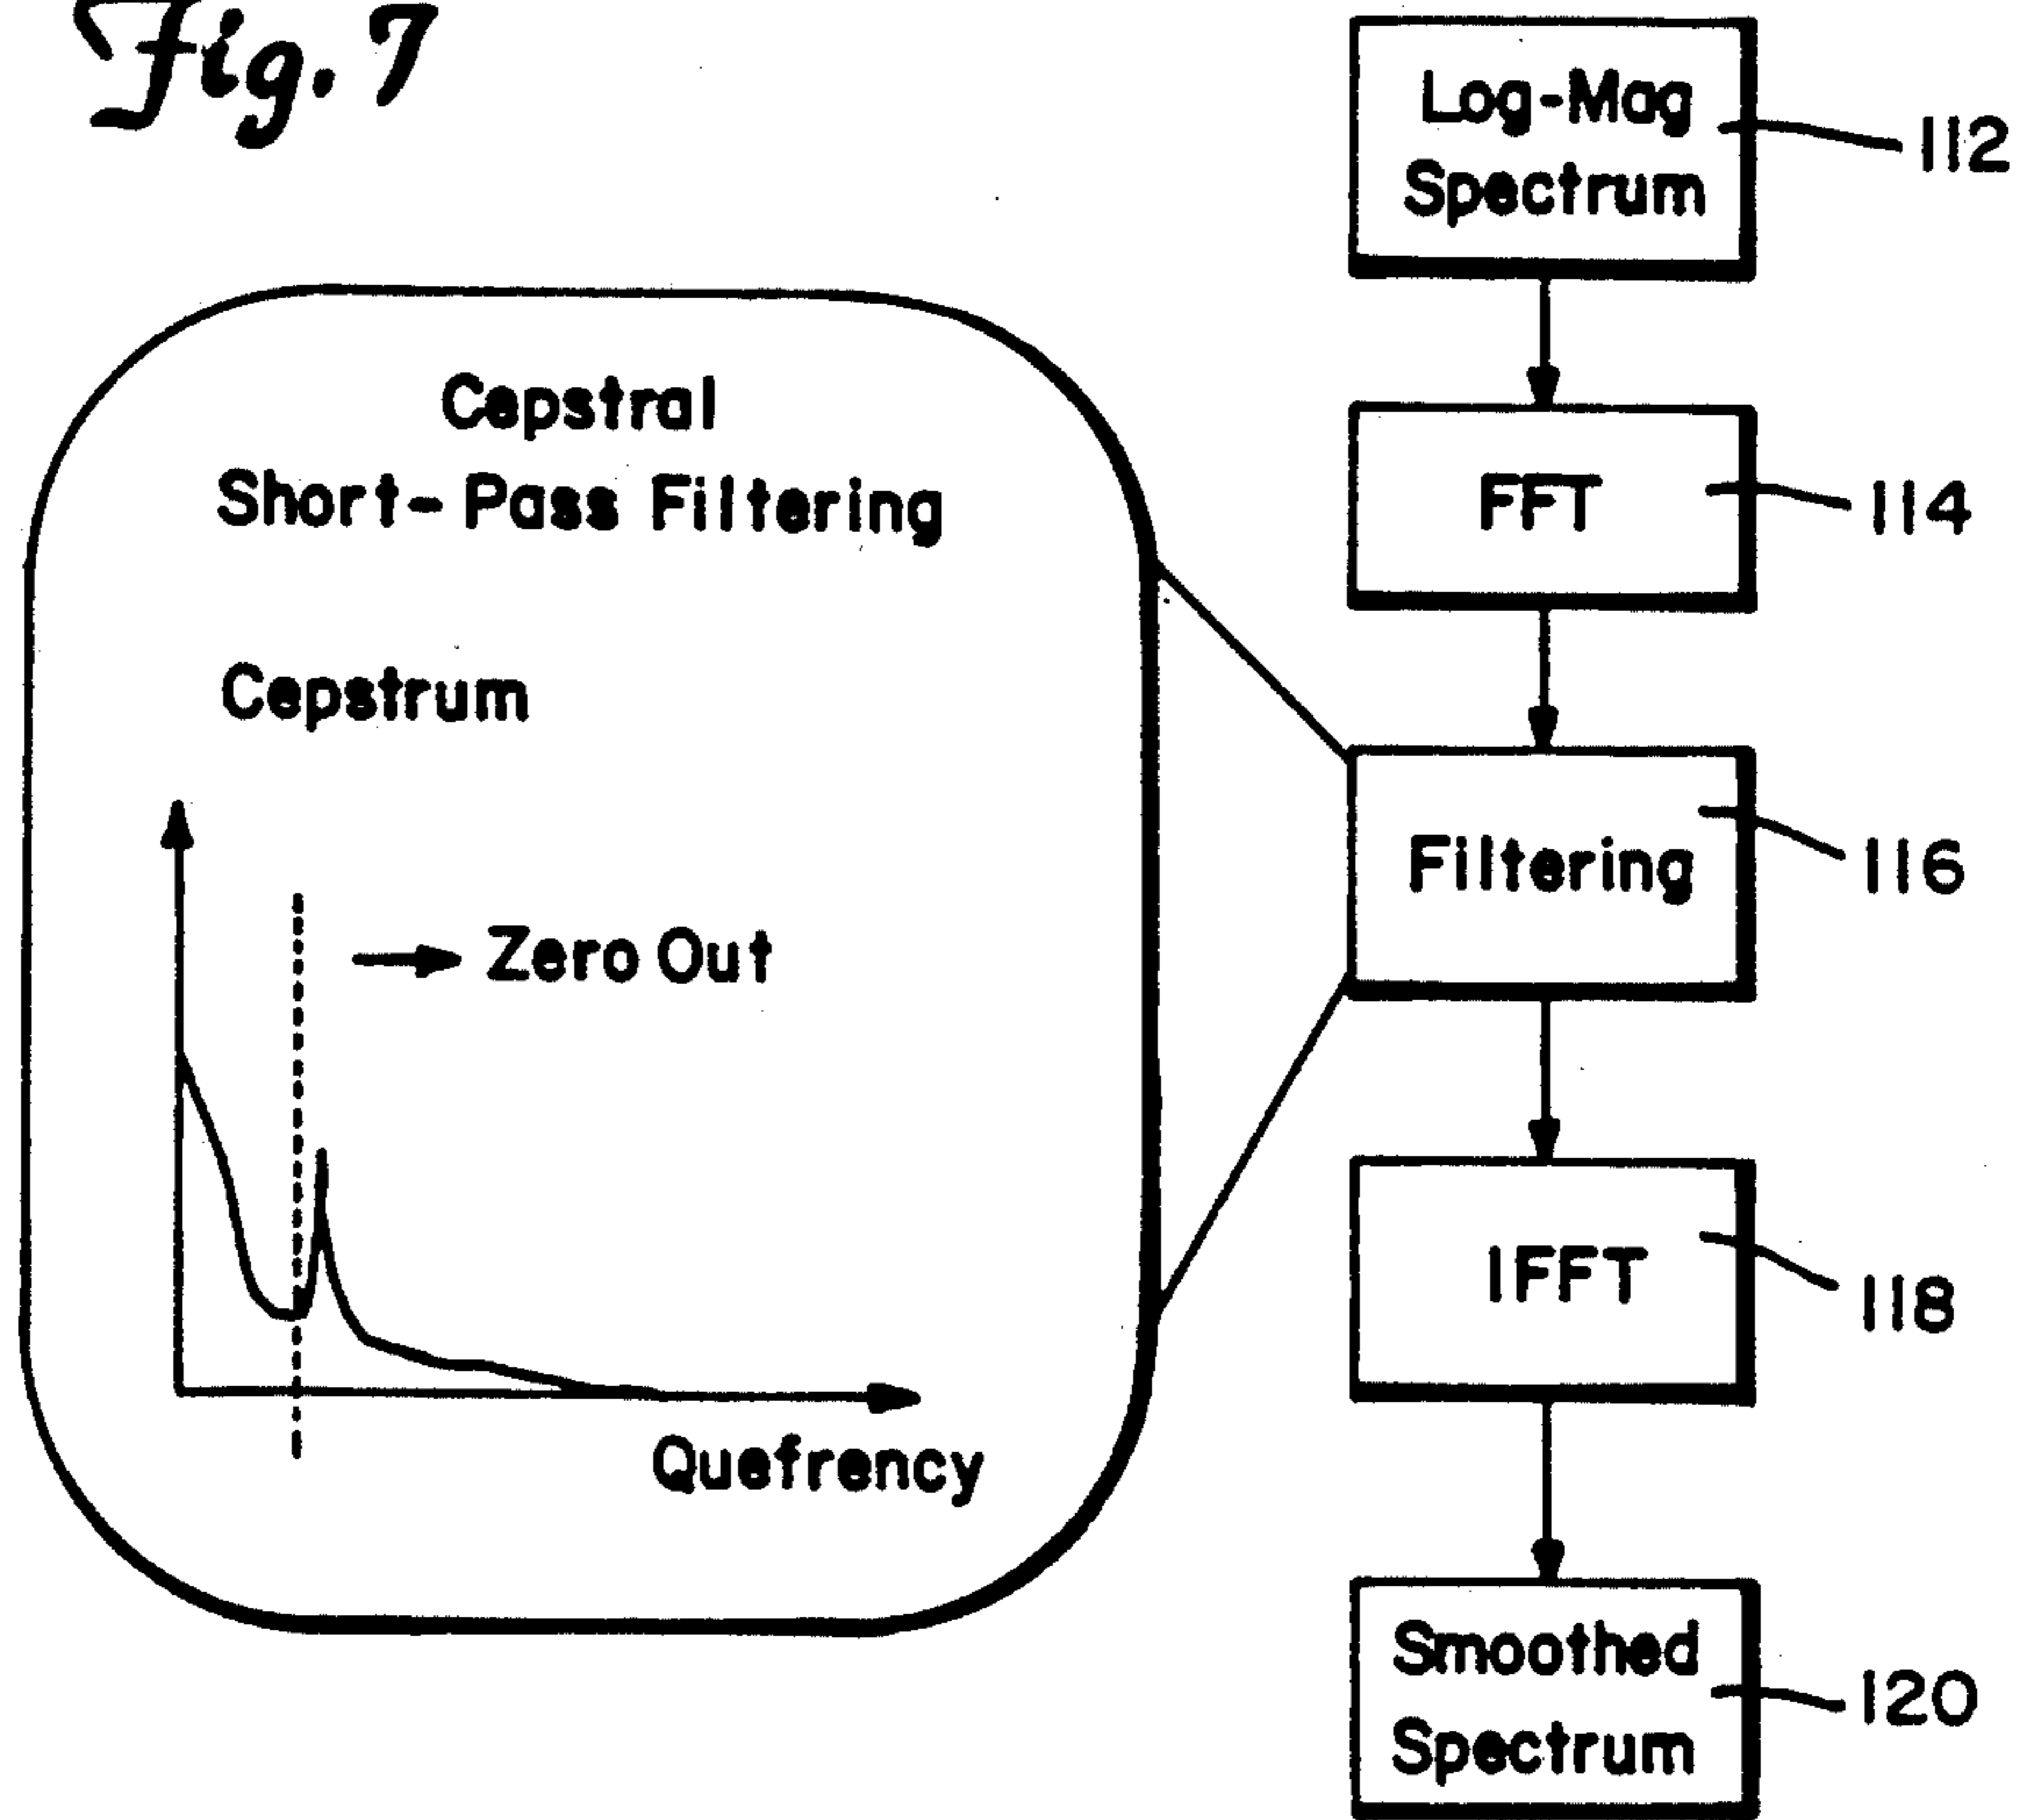 Fig. 7
Log-Mag
Spectrum
112
FFT
114
Filtering
116
IFFT
118
Smoothed
Spectrum
120
Cepstral
Short-Pass Filtering
Cepstrum
Zero Out
Quefrency